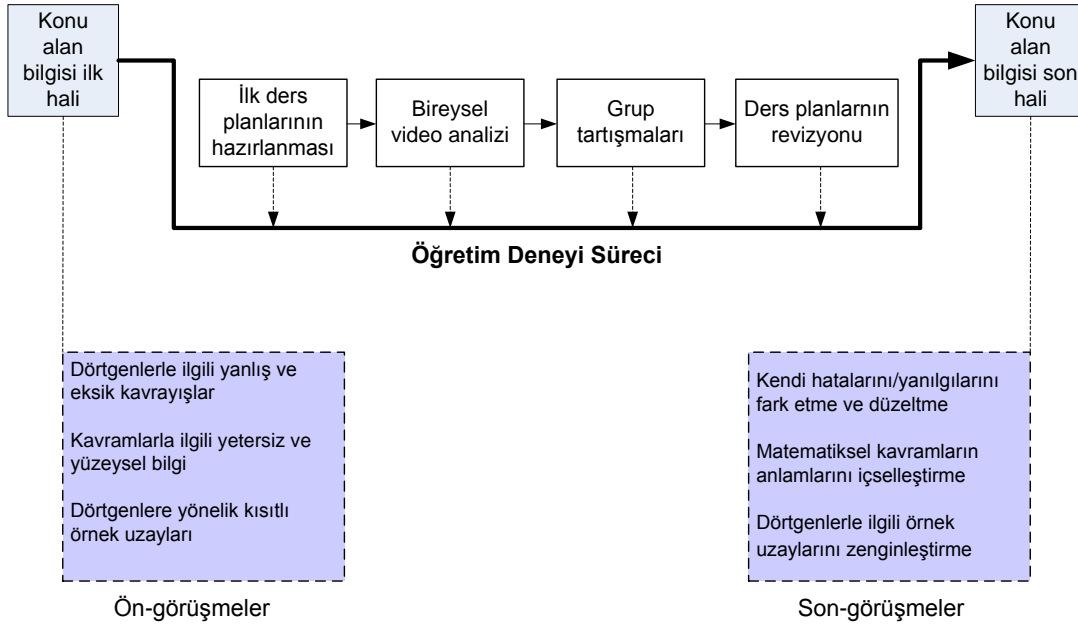 Konu
alan
bilgisi ilk
hali
İlk ders
planlarının
hazırlanması
Bireysel
video analizi
Grup
tartışmaları
Ders planlarnın
revizyonu
Konu
alan
bilgisi son
hali
Öğretim Deneyi Süreci
Dörtgenlerle ilgili yanlış ve
eksik kavrayışlar
Kavramlarla ilgili yetersiz ve
yüzeysel bilgi
Dörtgenlere yönelik kısıtlı
örnek uzayları
Ön-görüşmeler
Kendi hatalarını/yanılgılarını
fark etme ve düzeltme
Matematiksel kavramların
anlamlarını içselleştirme
Dörtgenlerle ilgili örnek
uzaylarını zenginleştirme
Son-görüşmeler